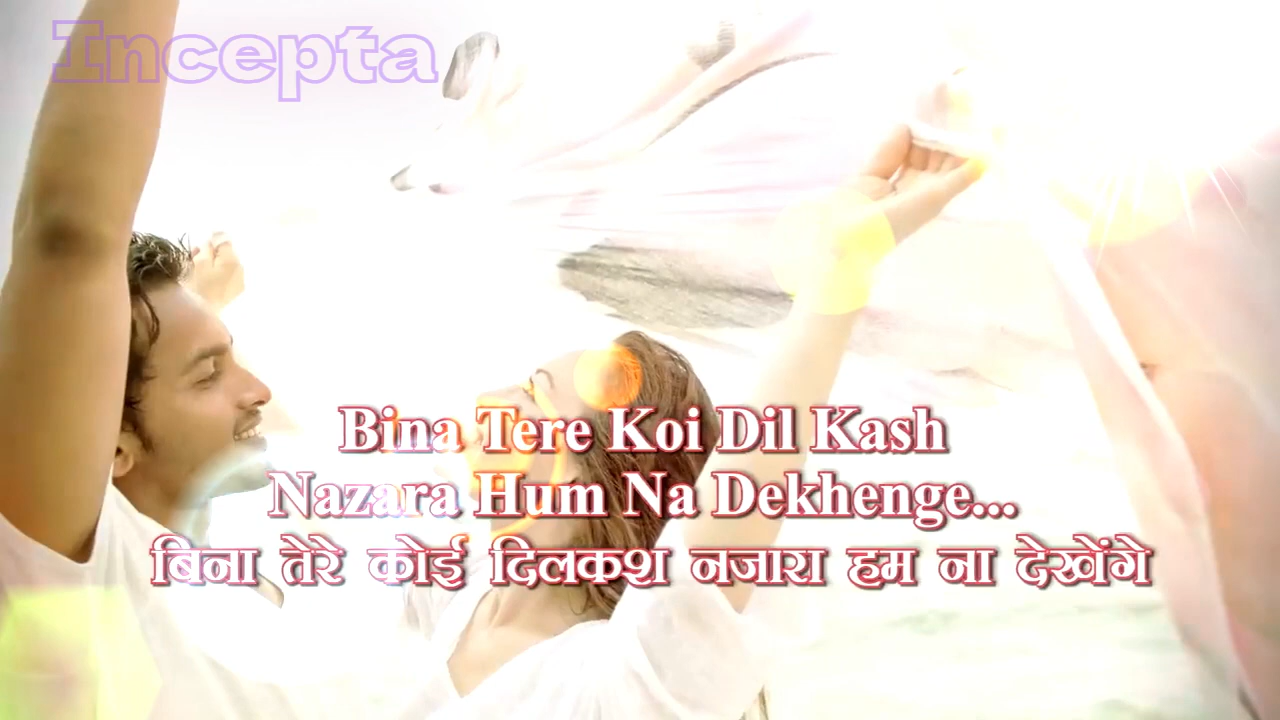 Incepta
Bina Tere Koi Dil Kash
Nazara Hum Na Dekhenge...
बिना तेरे कोई दिलकश नजारा हम ना देखेंगे